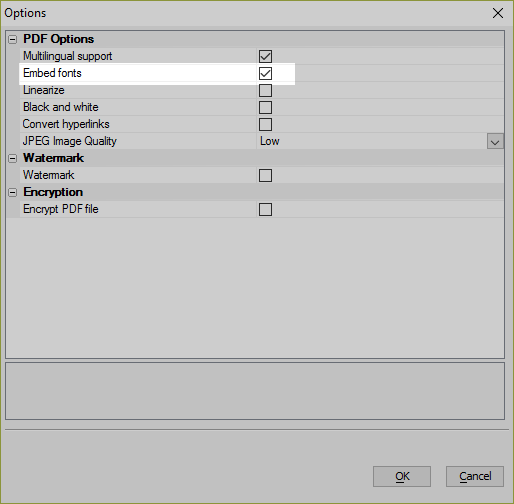 Options
PDF Options
Multilingual support
Embed fonts
Linearize
Black and white
Convert hyperlinks
JPEG Image Quality Low
Watermark
Watermark
Encryption
Encrypt PDF file
OK Cancel